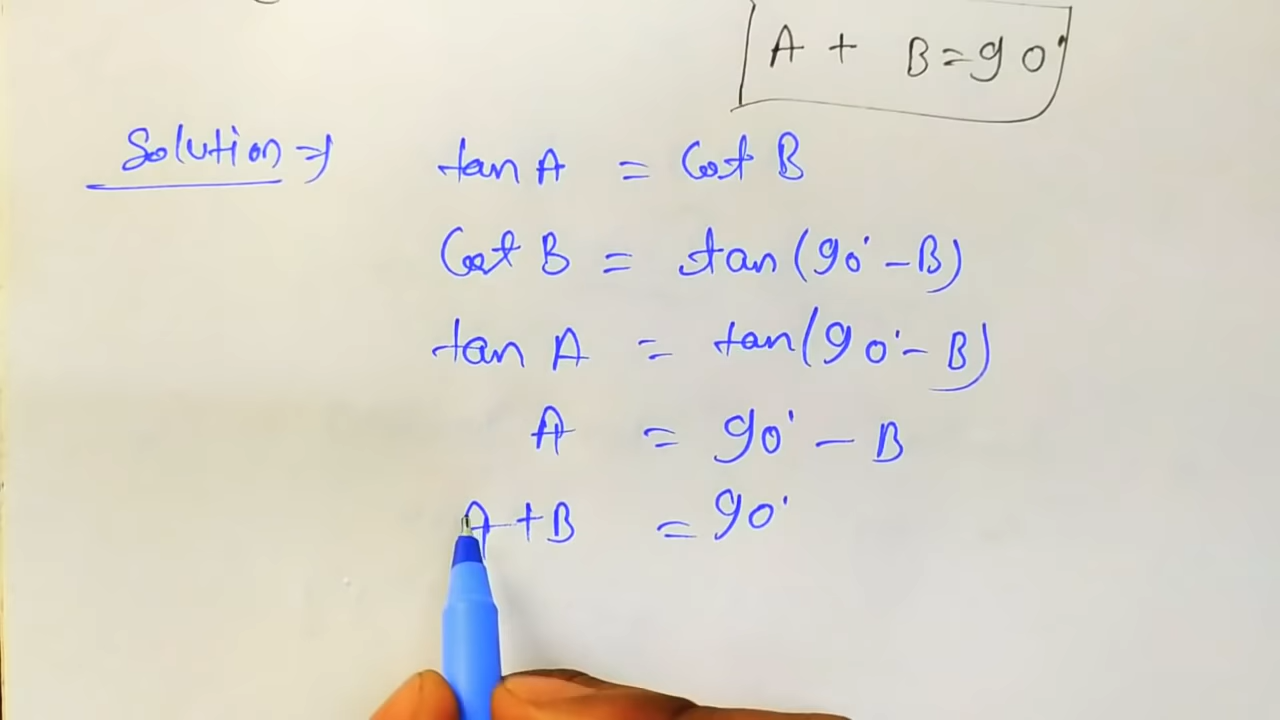 A + B = 90°
Solution ⇒ tan A = Cot B
Cot B = tan (90° - B)
tan A = tan (90° - B)
A = 90° - B
A + B = 90°